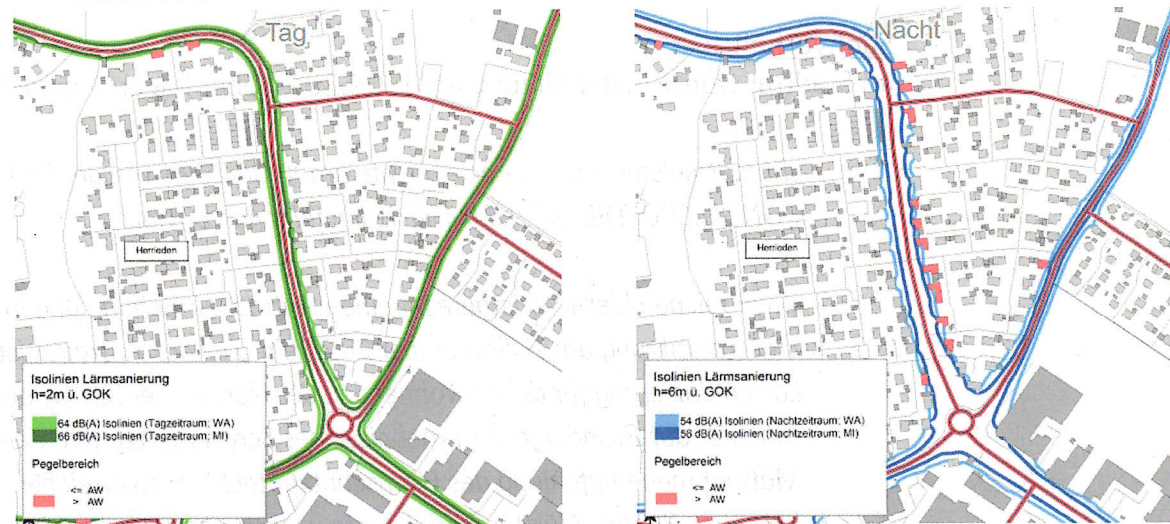 Tag
Herrieden
Isolinien Lärmsanierung
h=2m ü. GOK
64 dB(A) Isolinien (Tagzeitraum; WA)
66 dB(A) Isolinien (Tagzeitraum; MI)
Pegelbereich
<= AW
> AW
Nacht
Herrieden
Isolinien Lärmsanierung
h=6m ü. GOK
54 dB(A) Isolinien (Nachtzeitraum; WA)
56 dB(A) Isolinien (Nachtzeitraum; MI)
Pegelbereich
<= AW
> AW